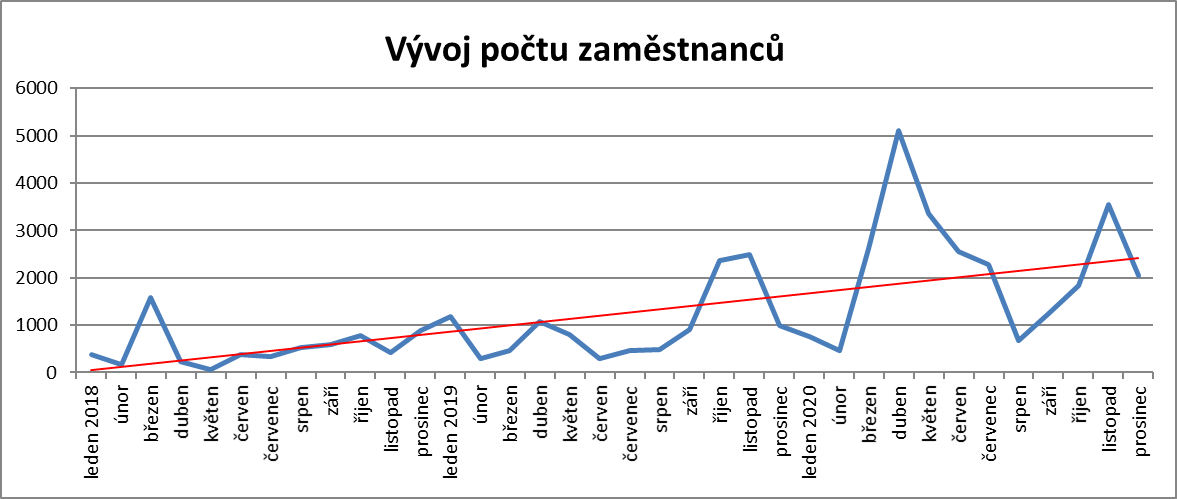 Vývoj počtu zaměstnanců
6000
5000
4000
3000
2000
1000
0
leden 2018
únor
březen
duben
květen
červen
červenec
srpen
září
říjen
listopad
prosinec
leden 2019
únor
březen
duben
květen
červen
červenec
srpen
září
říjen
listopad
prosinec
leden 2020
únor
březen
duben
květen
červen
červenec
srpen
září
říjen
listopad
prosinec